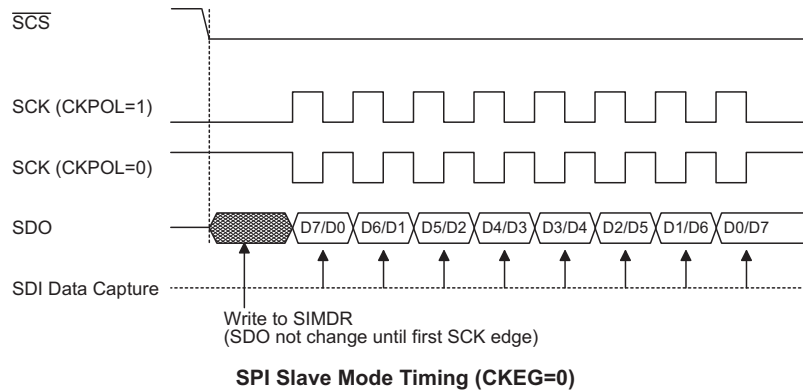 SCS
SCK (CKPOL=1)
SCK (CKPOL=0)
SDO
D7/D0 D6/D1 D5/D2 D4/D3 D3/D4 D2/D5 D1/D6 D0/D7
SDI Data Capture
Write to SIMDR
(SDO not change until first SCK edge)
SPI Slave Mode Timing (CKEG=0)